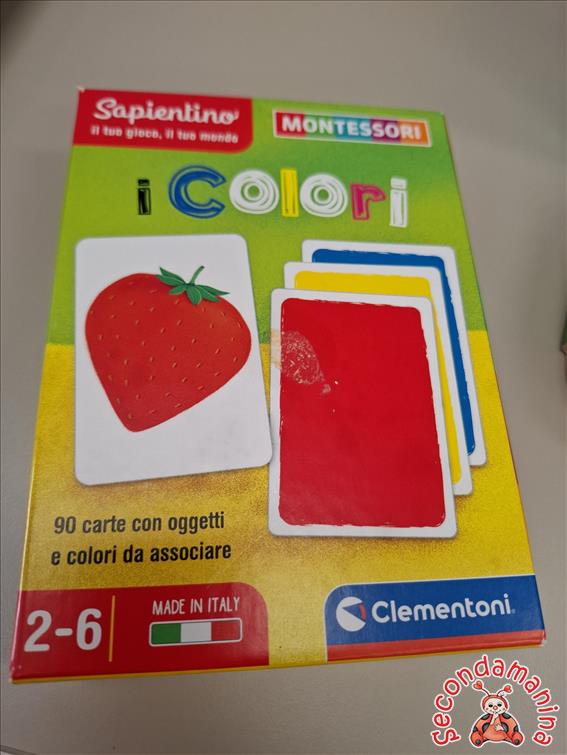 Sapientino
il tuo gioco, il tuo mondo
MONTESSORI
i Colori
90 carte con oggetti
e colori da associare
2-6
MADE IN ITALY
Clementoni
Secondamanina